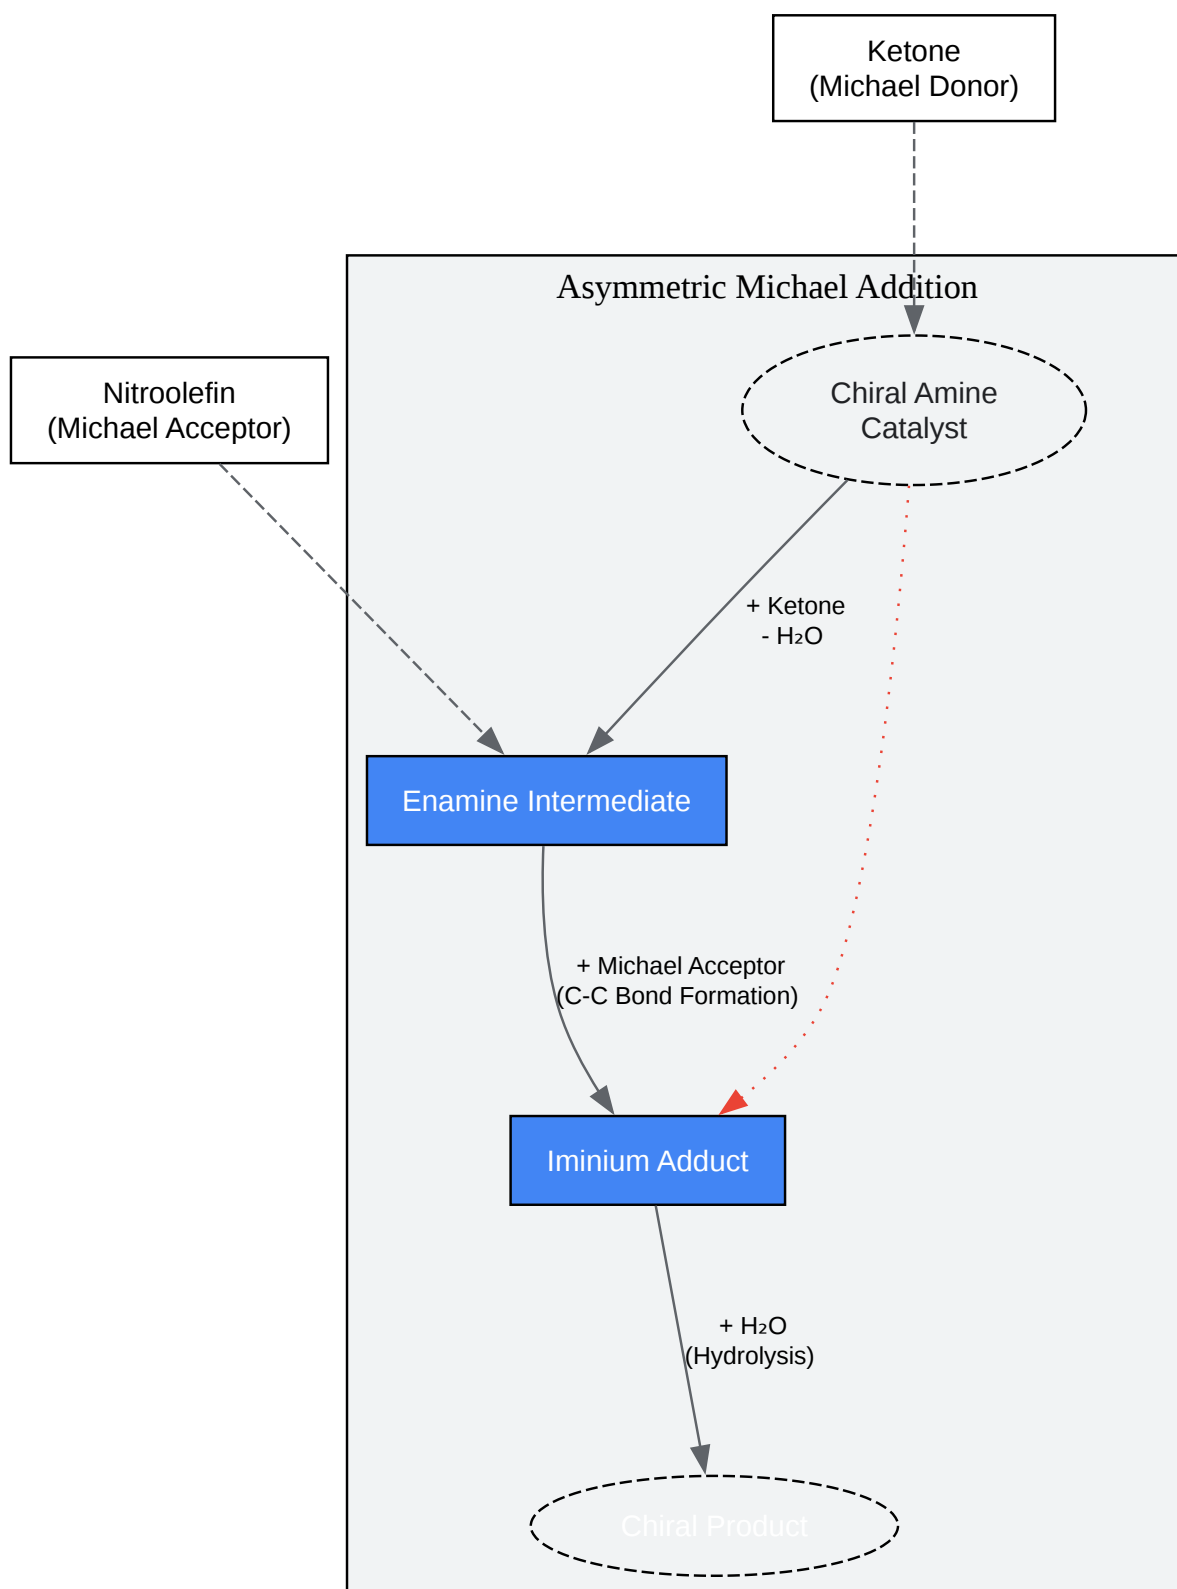 Ketone
(Michael Donor)
Asymmetric Michael Addition
Nitroolefin
(Michael Acceptor)
Chiral Amine
Catalyst
+ Ketone
- H₂O
Enamine Intermediate
+ Michael Acceptor
(C-C Bond Formation)
Iminium Adduct
+ H₂O
(Hydrolysis)
Chiral Product